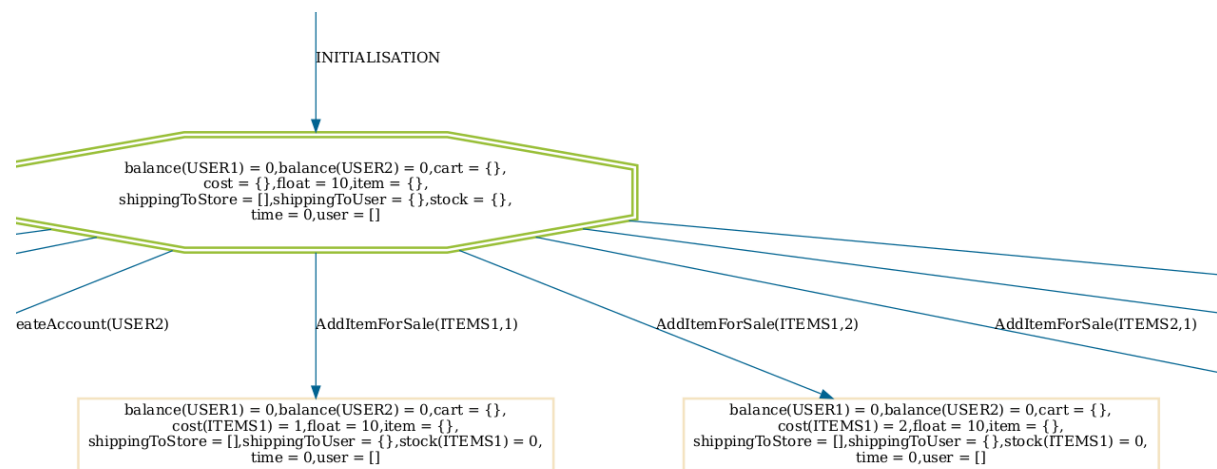 INITIALISATION
balance(USER1) = 0,balance(USER2) = 0,cart = {},
cost = {},float = 10,item = {},
shippingToStore = [],shippingToUser = {},stock = {},
time = 0,user = []
eateAccount(USER2)
AddItemForSale(ITEMS1,1)
AddItemForSale(ITEMS1,2)
AddItemForSale(ITEMS2,1)
balance(USER1) = 0,balance(USER2) = 0,cart = {},
cost(ITEMS1) = 1,float = 10,item = {},
shippingToStore = [],shippingToUser = {},stock(ITEMS1) = 0,
time = 0,user = []
balance(USER1) = 0,balance(USER2) = 0,cart = {},
cost(ITEMS1) = 2,float = 10,item = {},
shippingToStore = [],shippingToUser = {},stock(ITEMS1) = 0,
time = 0,user = []